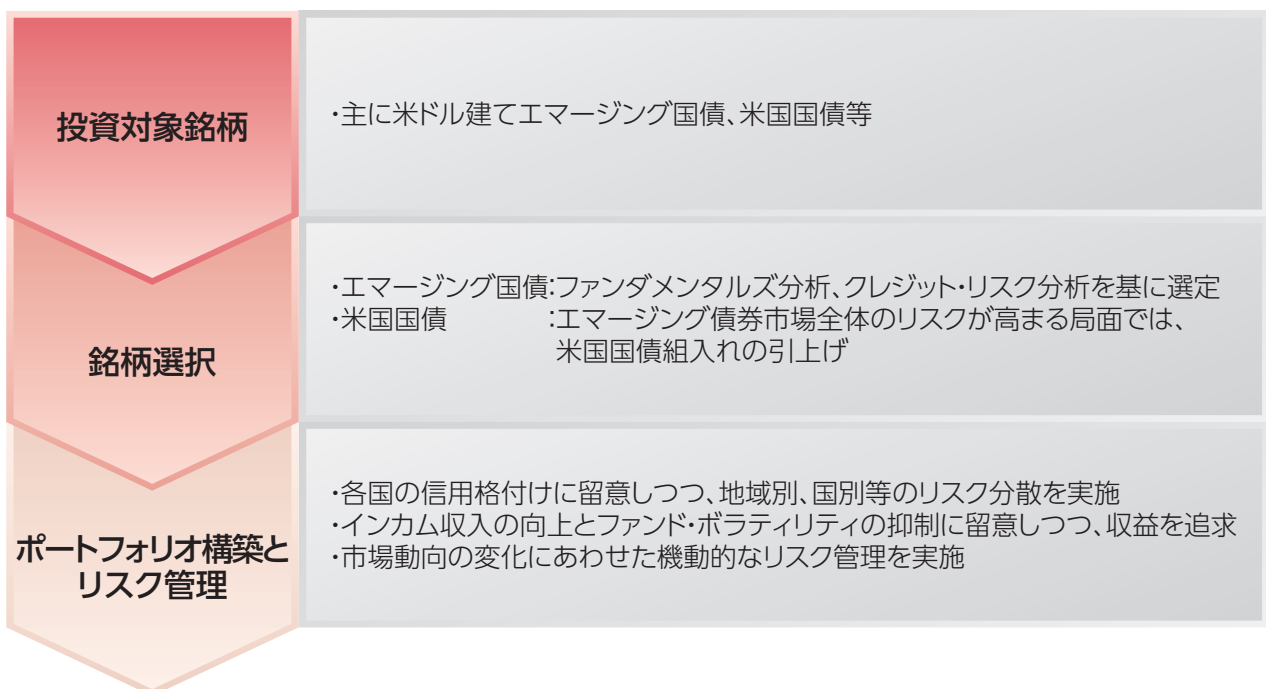 投資対象銘柄
・主に米ドル建てエマージング国債、米国国債等
銘柄選択
・エマージング国債:ファンダメンタルズ分析、クレジット・リスク分析を基に選定
・米国国債　　　　:エマージング債券市場全体のリスクが高まる局面では、
米国国債組入れの引上げ
ポートフォリオ構築と
リスク管理
・各国の信用格付けに留意しつつ、地域別、国別等のリスク分散を実施
・インカム収入の向上とファンド・ボラティリティの抑制に留意しつつ、収益を追求
・市場動向の変化にあわせた機動的なリスク管理を実施